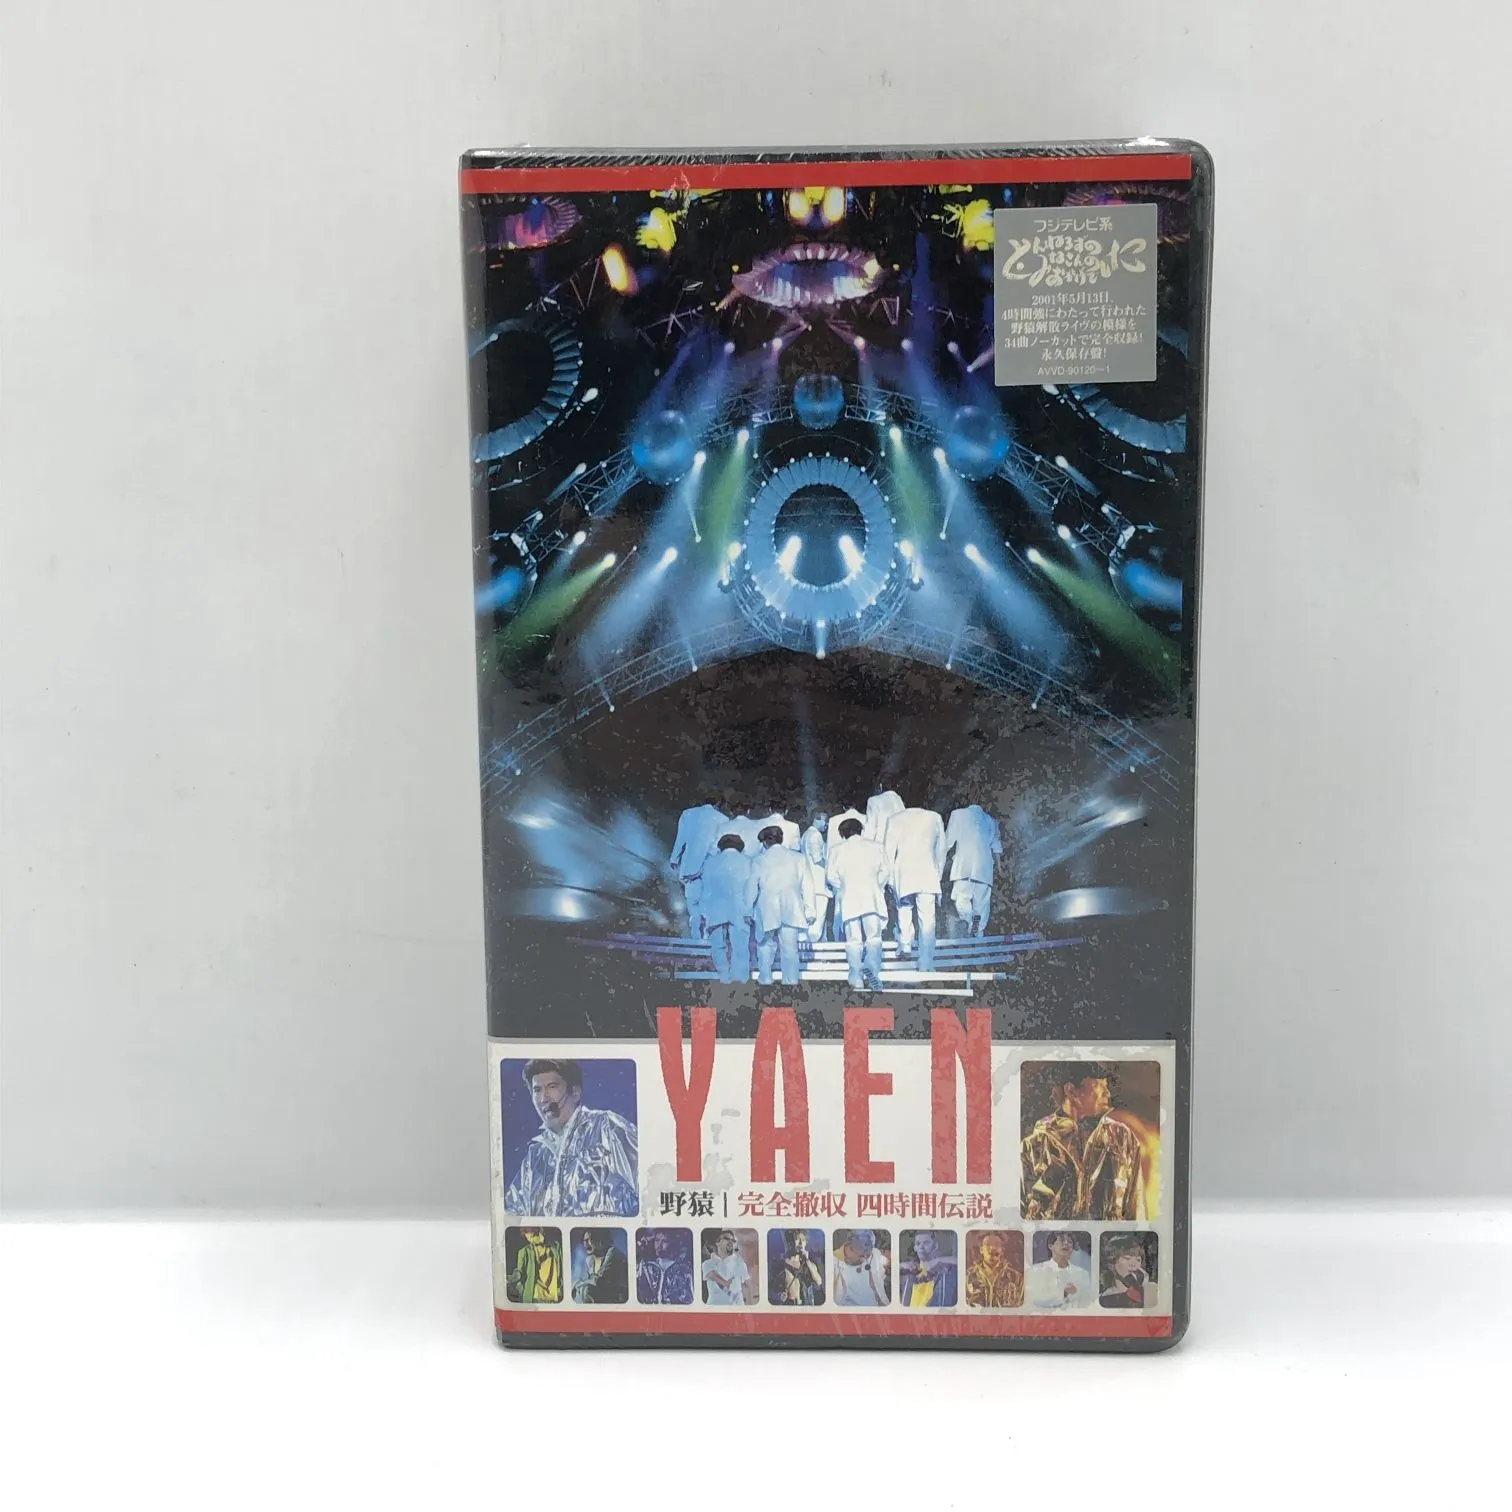 フジテレビ系
とんねるずの
みなさんの
おかげでした
2001年5月13日、
4時間強にわたって行われた
野猿解散ライヴの模様を
34曲ノーカットで完全収録!
永久保存盤!
AVVD-90120~1
YAEN
野猿|完全撤収 四時間伝説